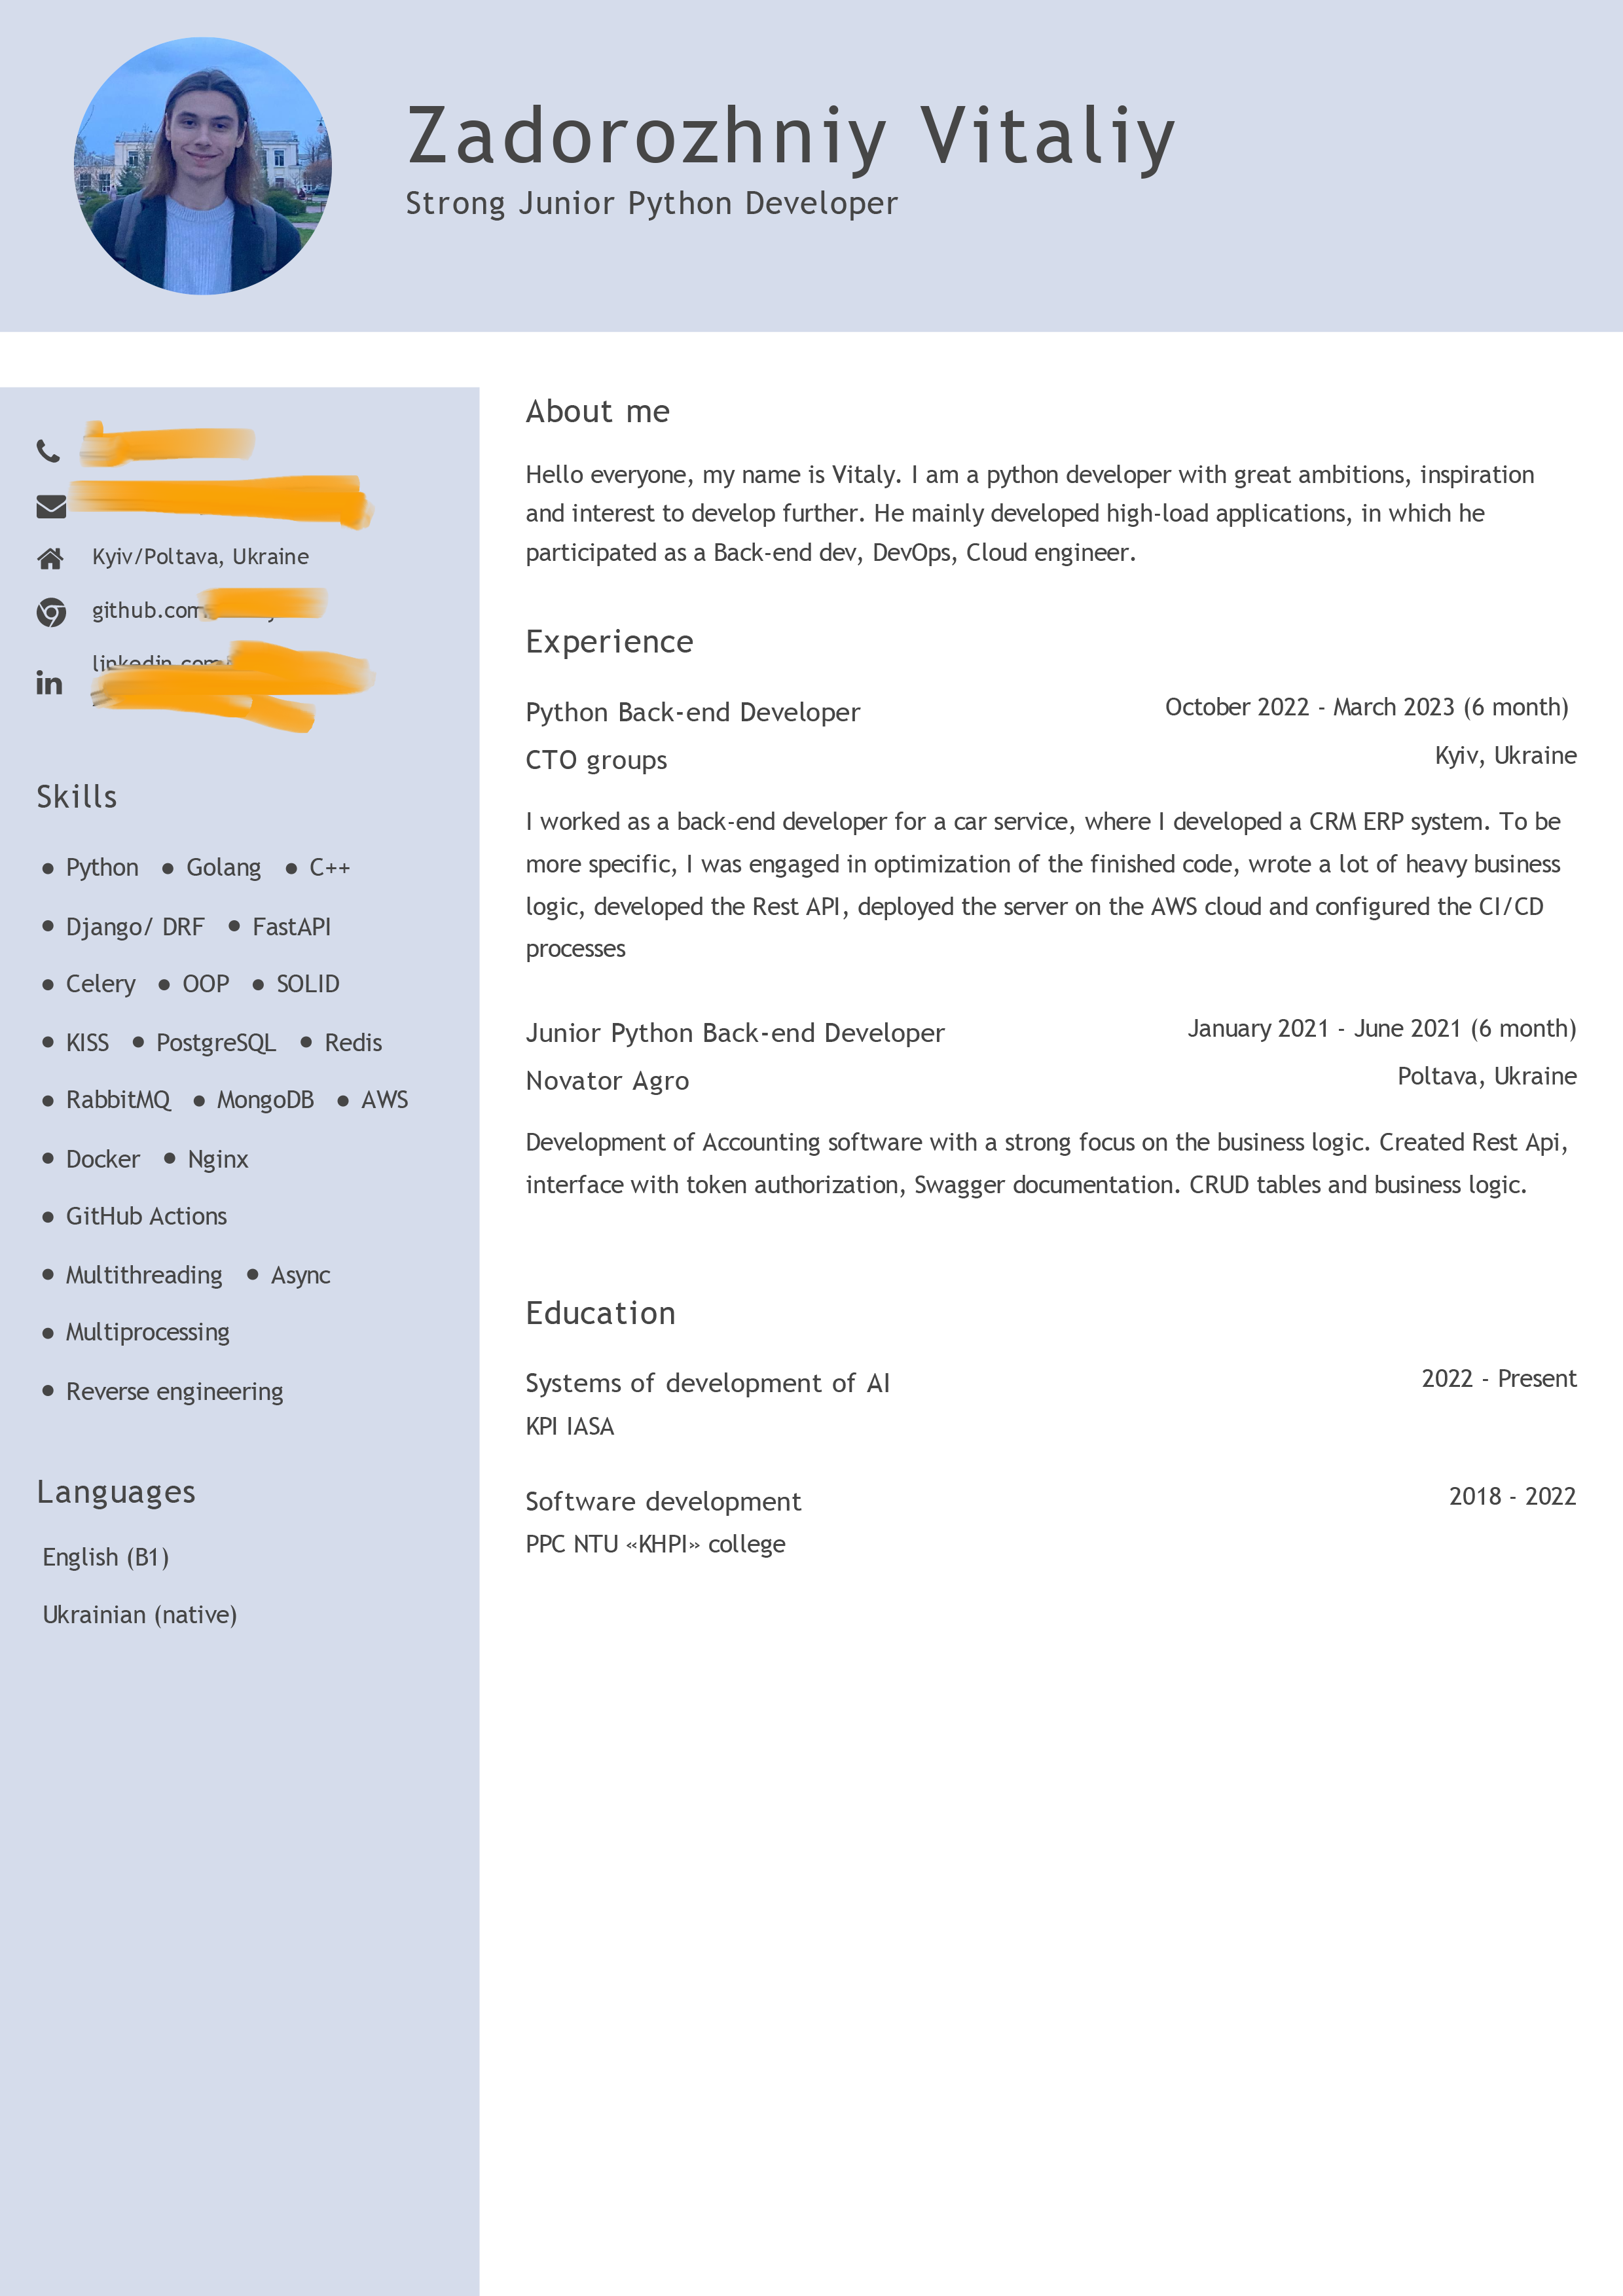 Zadorozhniy Vitaliy
Strong Junior Python Developer
Kyiv/Poltava, Ukraine
github.com
linkedin.com
Skills
• Python • Golang • C++
• Django/ DRF • FastAPI
• Celery • OOP • SOLID
• KISS • PostgreSQL • Redis
• RabbitMQ • MongoDB • AWS
• Docker • Nginx
• GitHub Actions
• Multithreading • Async
• Multiprocessing
• Reverse engineering
Languages
English (B1)
Ukrainian (native)
About me
Hello everyone, my name is Vitaly. I am a python developer with great ambitions, inspiration
and interest to develop further. He mainly developed high-load applications, in which he
participated as a Back-end dev, DevOps, Cloud engineer.
Experience
Python Back-end Developer October 2022 - March 2023 (6 month)
CTO groups Kyiv, Ukraine
I worked as a back-end developer for a car service, where I developed a CRM ERP system. To be
more specific, I was engaged in optimization of the finished code, wrote a lot of heavy business
logic, developed the Rest API, deployed the server on the AWS cloud and configured the CI/CD
processes
Junior Python Back-end Developer January 2021 - June 2021 (6 month)
Novator Agro Poltava, Ukraine
Development of Accounting software with a strong focus on the business logic. Created Rest Api,
interface with token authorization, Swagger documentation. CRUD tables and business logic.
Education
Systems of development of AI 2022 - Present
KPI IASA
Software development 2018 - 2022
PPC NTU «KHPI» college